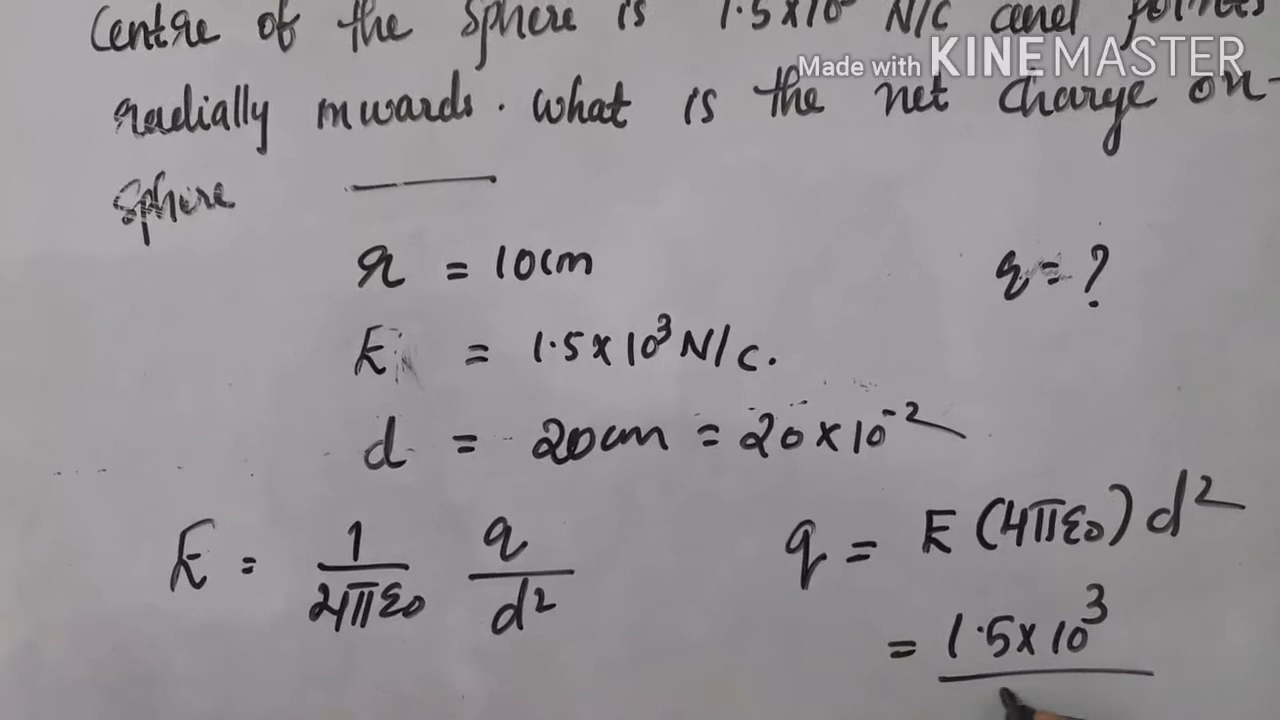 Centre of the sphere is 1.5x10 N/C and points
Made with KINEMASTER
radially inwards. what is the net charge on-
sphere
r = 10cm
q = ?
E = 1.5x10³ N/C.
d = 20cm = 20x10⁻²
E = 1/4πε₀ q/d²
q = E (4πε₀) d²
= 1.5x10³